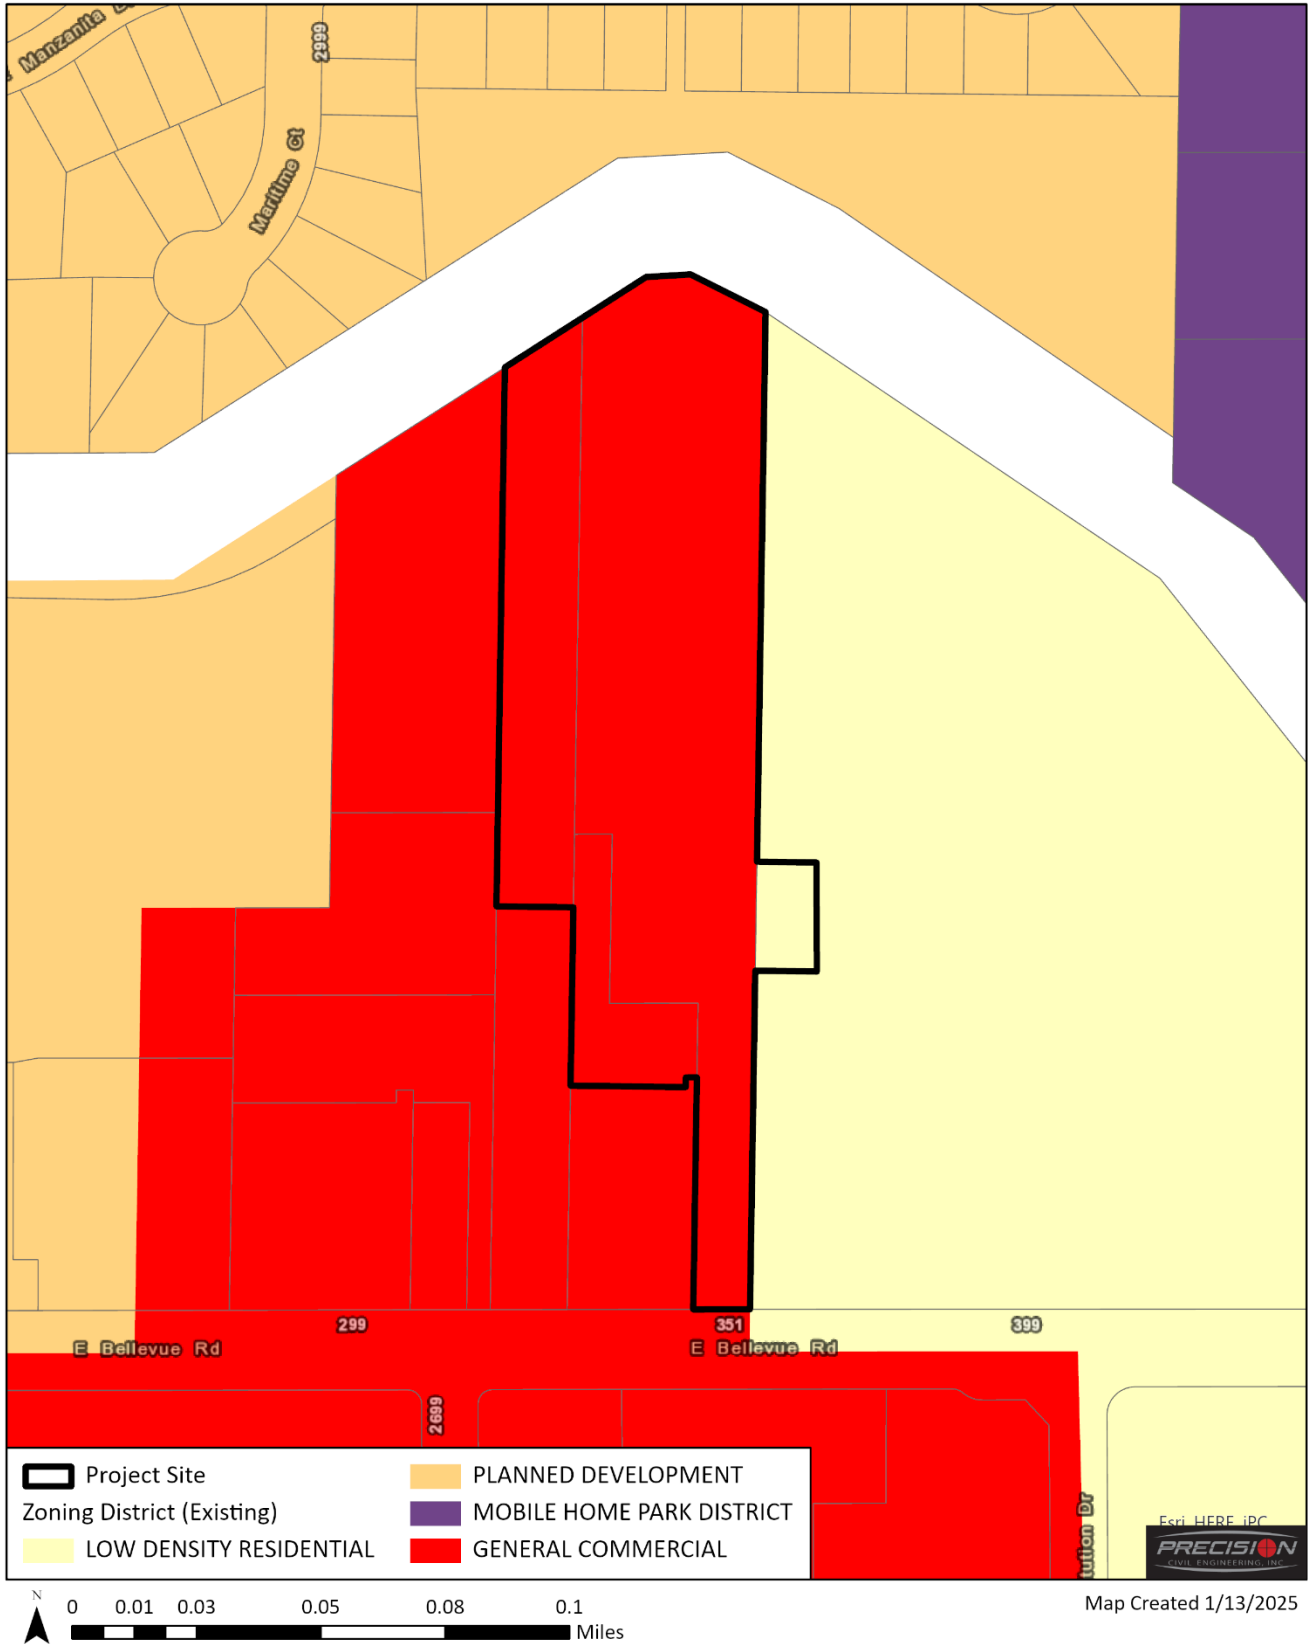 Manzanita
2999
Maritime Ct
299
351
399
E Bellevue Rd
E Bellevue Rd
2699
tution Dr
Project Site
Zoning District (Existing)
LOW DENSITY RESIDENTIAL
PLANNED DEVELOPMENT
MOBILE HOME PARK DISTRICT
GENERAL COMMERCIAL
Esri, HERE, iPC
PRECISION
CIVIL ENGINEERING, INC
N
0 0.01 0.03 0.05 0.08 0.1
Miles
Map Created 1/13/2025